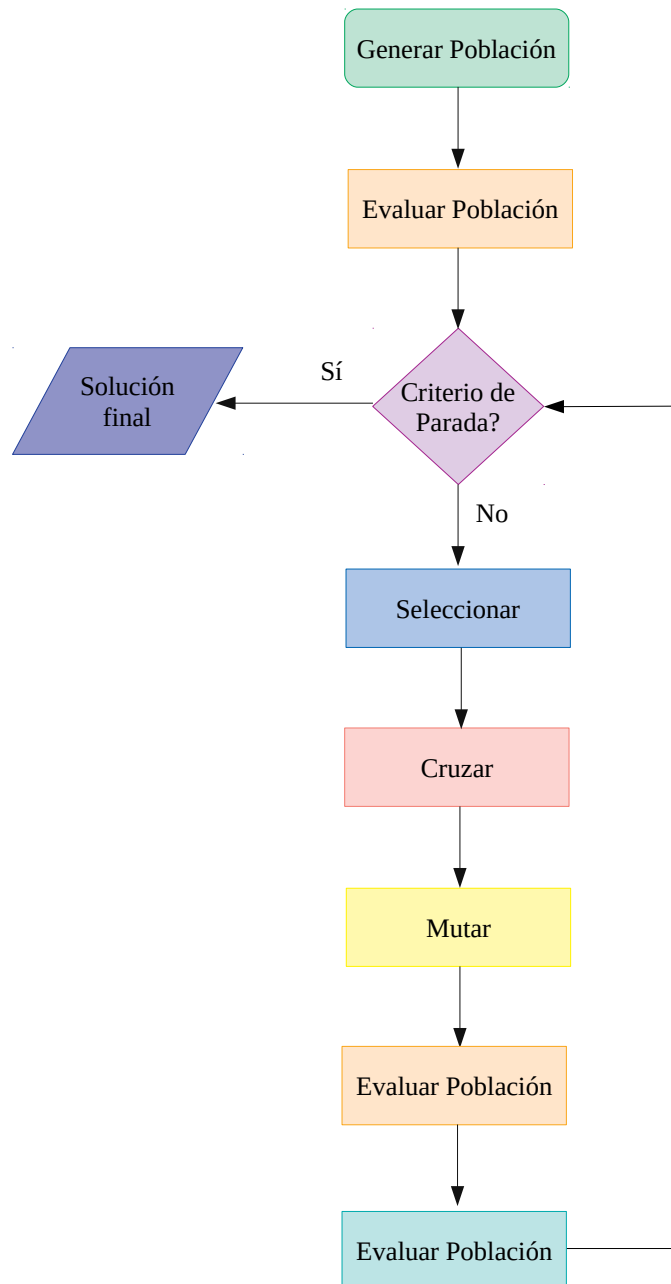 Generar Población
Evaluar Población
Sí
Solución
final
Criterio de
Parada?
No
Seleccionar
Cruzar
Mutar
Evaluar Población
Evaluar Población